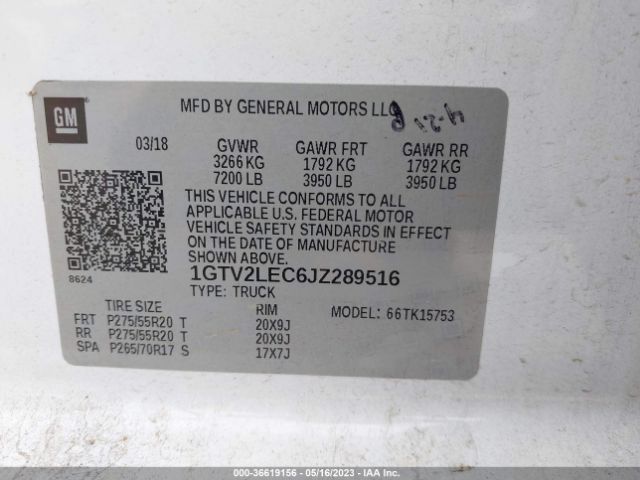 GM
MFD BY GENERAL MOTORS LLC
03/18 GVWR GAWR FRT GAWR RR
3266 KG 1792 KG 1792 KG
7200 LB 3950 LB 3950 LB
THIS VEHICLE CONFORMS TO ALL
APPLICABLE U.S. FEDERAL MOTOR
VEHICLE SAFETY STANDARDS IN EFFECT
ON THE DATE OF MANUFACTURE
SHOWN ABOVE.
8624
1GTV2LEC6JZ289516
TYPE: TRUCK
TIRE SIZE RIM MODEL: 66TK15753
FRT P275/55R20 T 20X9J
RR P275/55R20 T 20X9J
SPA P265/70R17 S 17X7J
000-36619156 - 05/16/2023 - IAA Inc.